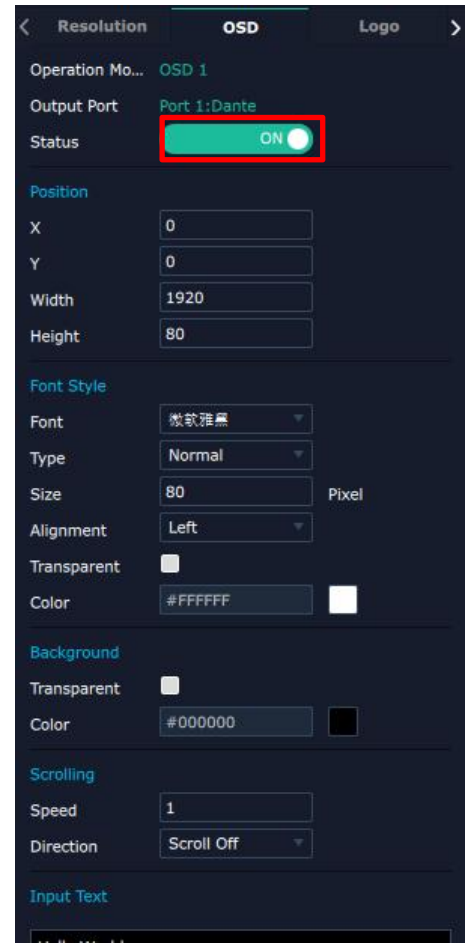 Resolution OSD Logo
Operation Mo... OSD 1
Output Port Port 1:Dante
Status ON
Position
X 0
Y 0
Width 1920
Height 80
Font Style
Font 微软雅黑
Type Normal
Size 80 Pixel
Alignment Left
Transparent
Color #FFFFFF
Background
Transparent
Color #000000
Scrolling
Speed 1
Direction Scroll Off
Input Text